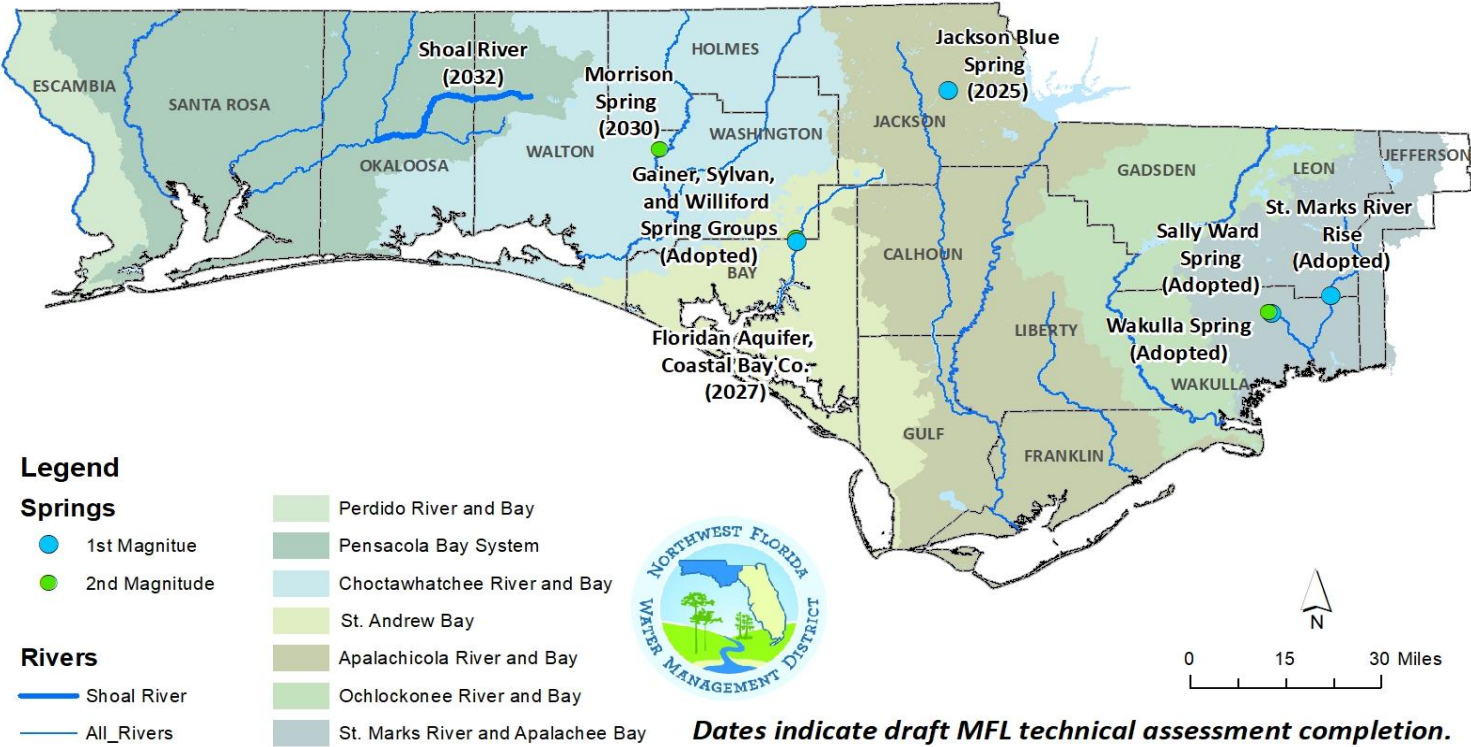 ESCAMBIA
SANTA ROSA
Shoal River
(2032)
OKALOOSA
WALTON
HOLMES
Morrison
Spring
(2030)
WASHINGTON
Gainer, Sylvan,
and Williford
Spring Groups
(Adopted)
BAY
Floridan Aquifer,
Coastal Bay Co.
(2027)
Jackson Blue
Spring
(2025)
JACKSON
CALHOUN
GULF
LIBERTY
FRANKLIN
GADSDEN
LEON
JEFFERSON
St. Marks River
Rise
(Adopted)
Sally Ward
Spring
(Adopted)
Wakulla Spring
(Adopted)
WAKULLA
Legend
Springs
1st Magnitue
2nd Magnitude
Rivers
Shoal River
All_Rivers
Perdido River and Bay
Pensacola Bay System
Choctawhatchee River and Bay
St. Andrew Bay
Apalachicola River and Bay
Ochlockonee River and Bay
St. Marks River and Apalachee Bay
NORTHWEST FLORIDA
WATER MANAGEMENT DISTRICT
N
0 15 30 Miles
Dates indicate draft MFL technical assessment completion.